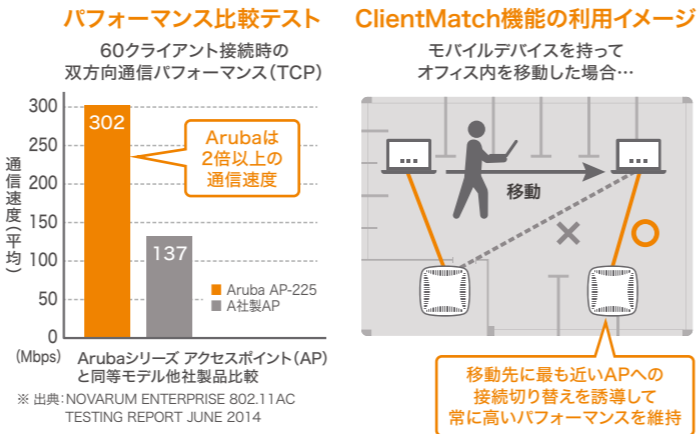 パフォーマンス比較テスト
60クライアント接続時の
双方向通信パフォーマンス（TCP）
通信速度（平均）
300
250
200
150
100
50
0
(Mbps)
302
137
Arubaは
2倍以上の
通信速度
Aruba AP-225
A社製AP
Arubaシリーズ アクセスポイント（AP）
と同等モデル他社製品比較
※ 出典：NOVARUM ENTERPRISE 802.11AC
TESTING REPORT JUNE 2014
ClientMatch機能の利用イメージ
モバイルデバイスを持って
オフィス内を移動した場合…
移動
移動先に最も近いAPへの
接続切り替えを誘導して
常に高いパフォーマンスを維持